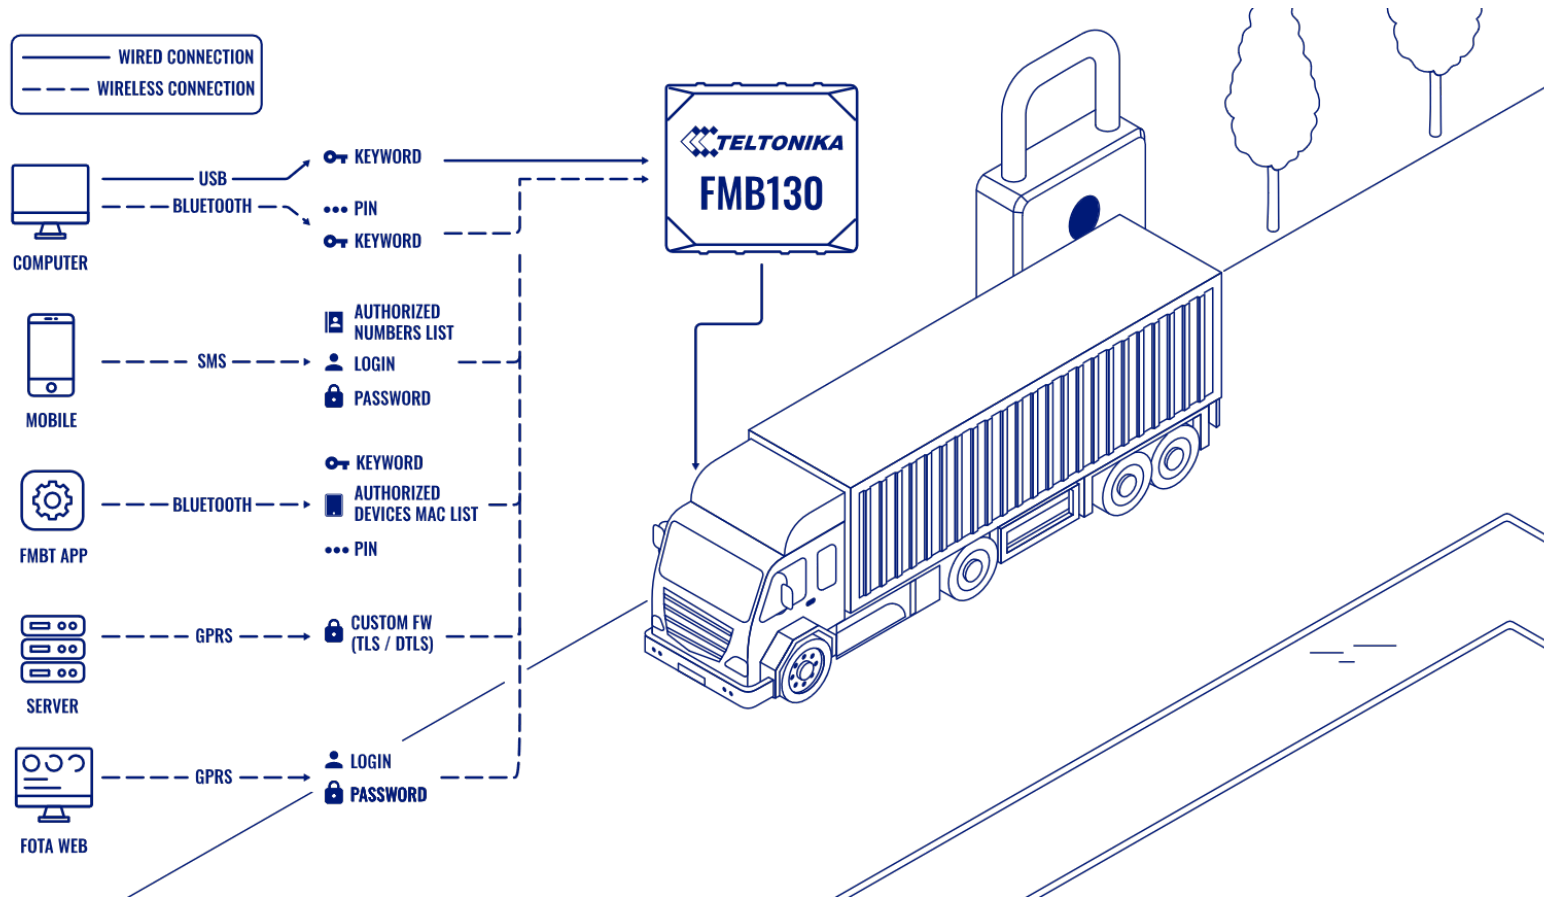 WIRED CONNECTION
WIRELESS CONNECTION
TELTONIKA
FMB130
USB
KEYWORD
BLUETOOTH
PIN
KEYWORD
COMPUTER
SMS
AUTHORIZED
NUMBERS LIST
LOGIN
PASSWORD
MOBILE
BLUETOOTH
KEYWORD
AUTHORIZED
DEVICES MAC LIST
PIN
FMBT APP
GPRS
CUSTOM FW
(TLS / DTLS)
SERVER
GPRS
LOGIN
PASSWORD
FOTA WEB